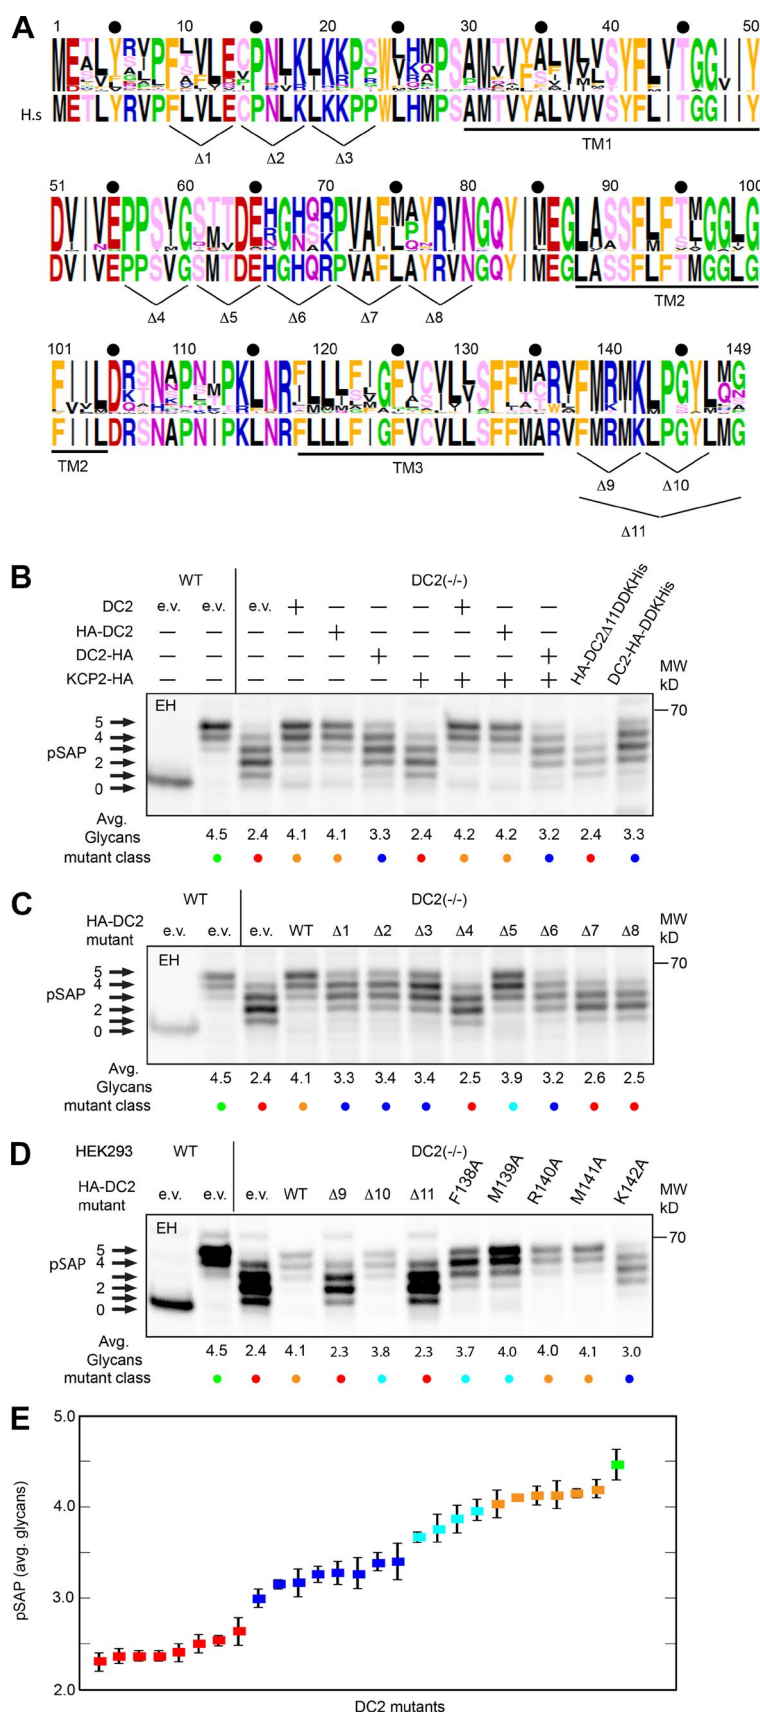 A
1 10 20 30 40 50
H.s METLYRVPFLVLECPNLKLKKPPWLHMPSAMTVYALVVVSYFLITGGIIY
Δ1 Δ2 Δ3 TM1
51 60 70 80 90 100
DVIVEPPSVGSMTDEHGHQRPVAFLAYRVNGQYIMEGLASSFLFTMGGLG
Δ4 Δ5 Δ6 Δ7 Δ8 TM2
101 110 120 130 140 149
FIILDRSNAPNIPKLNRFLLLFIGFVCVLLSFFMARVFMRMKLPGYLMG
TM2 TM3 Δ9 Δ10
Δ11
B
WT DC2(-/-)
DC2 e.v. e.v. e.v. + – – – + – –
HA-DC2 – – – – + – – – + –
DC2-HA – – – – – + – – – +
KCP2-HA – – – – – – + + + +
HA-DC2Δ11DDKHis
DC2-HA-DDKHis
MW
kD
EH
70
pSAP
5
4
2
0
Avg.
Glycans 4.5 2.4 4.1 4.1 3.3 2.4 4.2 4.2 3.2 2.4 3.3
mutant class
C
WT DC2(-/-)
HA-DC2
mutant e.v. e.v. e.v. WT Δ1 Δ2 Δ3 Δ4 Δ5 Δ6 Δ7 Δ8
MW
kD
EH
70
pSAP
5
4
2
0
Avg.
Glycans 4.5 2.4 4.1 3.3 3.4 3.4 2.5 3.9 3.2 2.6 2.5
mutant class
D
HEK293 WT DC2(-/-)
HA-DC2
mutant e.v. e.v. e.v. WT Δ9 Δ10 Δ11 F138A M139A R140A M141A K142A
MW
kD
EH
70
pSAP
5
4
2
0
Avg.
Glycans 4.5 2.4 4.1 2.3 3.8 2.3 3.7 4.0 4.0 4.1 3.0
mutant class
E
pSAP (avg. glycans)
5.0
4.0
3.0
2.0
DC2 mutants